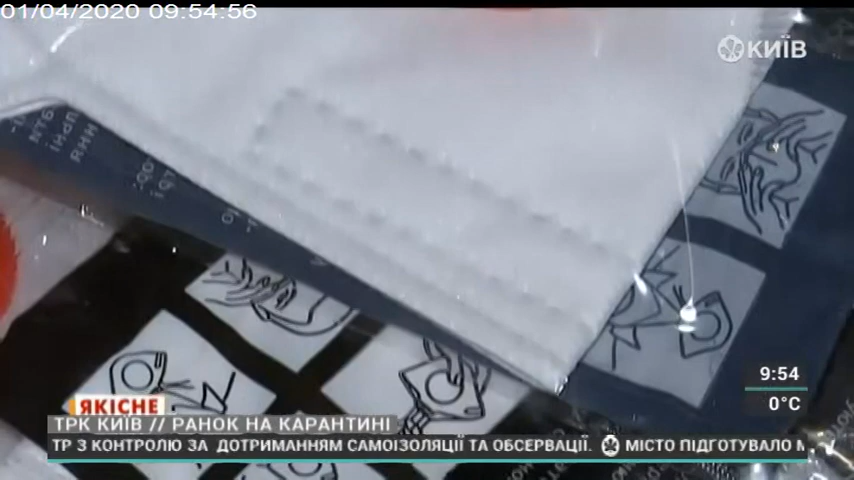 01/04/2020 09:54:56
КИЇВ
9:54
0°C
ЯКІСНЕ
ТРК КИЇВ // РАНОК НА КАРАНТИНІ
ТР З КОНТРОЛЮ ЗА ДОТРИМАННЯМ САМОІЗОЛЯЦІЇ ТА ОБСЕРВАЦІЇ. МІСТО ПІДГОТУВАЛО